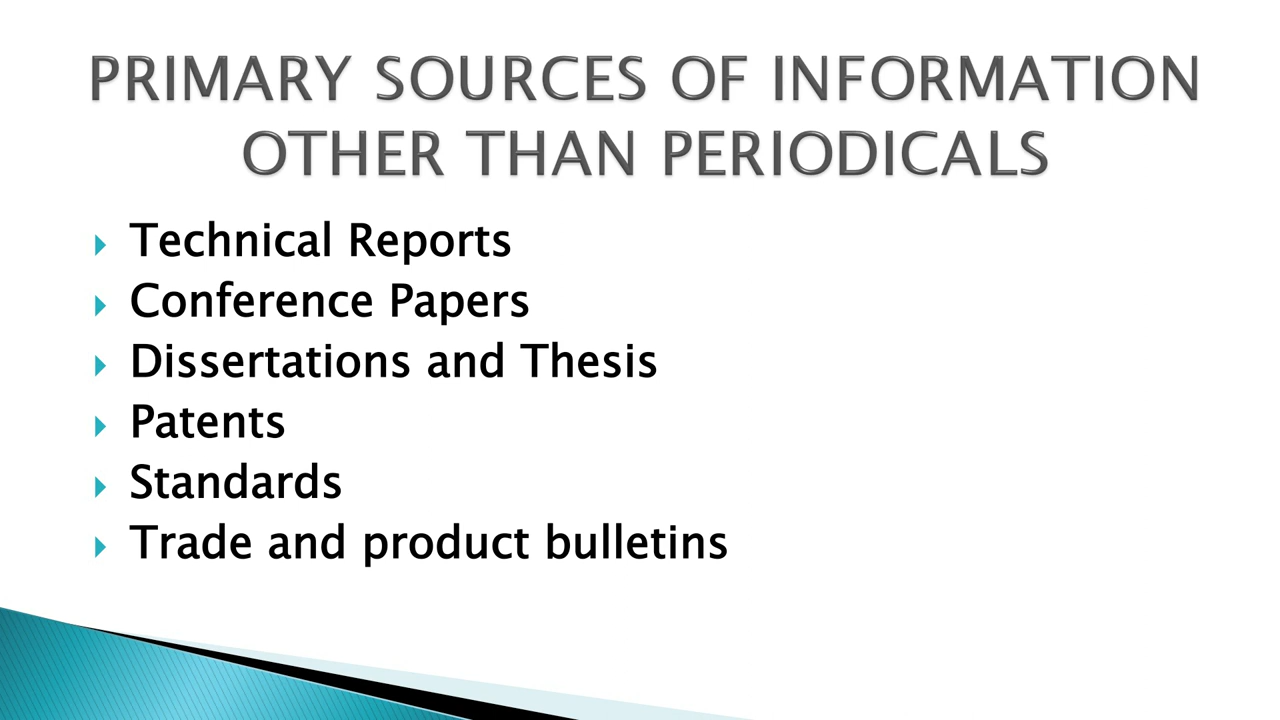 PRIMARY SOURCES OF INFORMATION
OTHER THAN PERIODICALS
Technical Reports
Conference Papers
Dissertations and Thesis
Patents
Standards
Trade and product bulletins